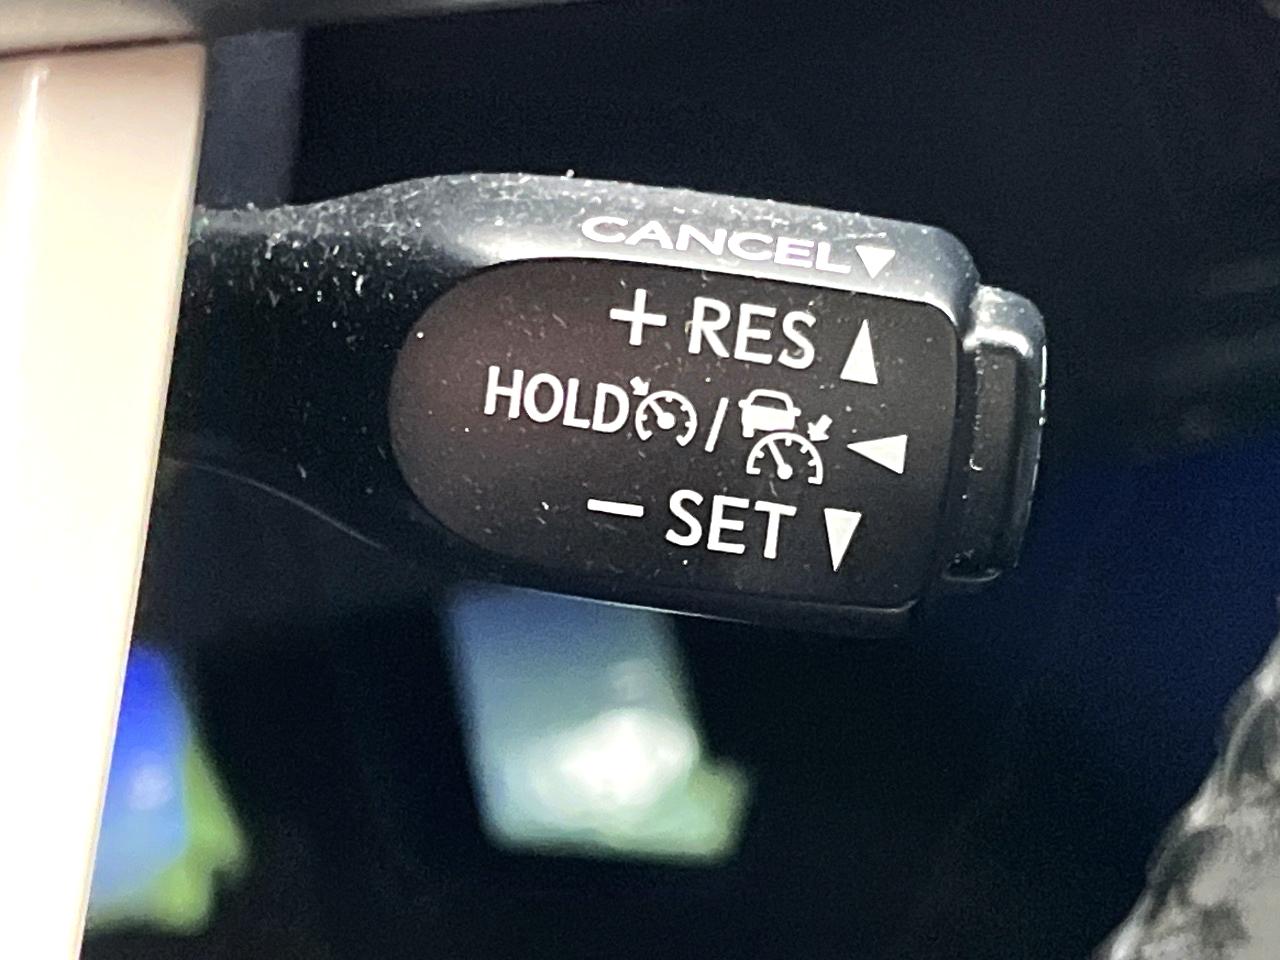 CANCEL▼
+ RES ▲
HOLD / ◀
− SET ▼